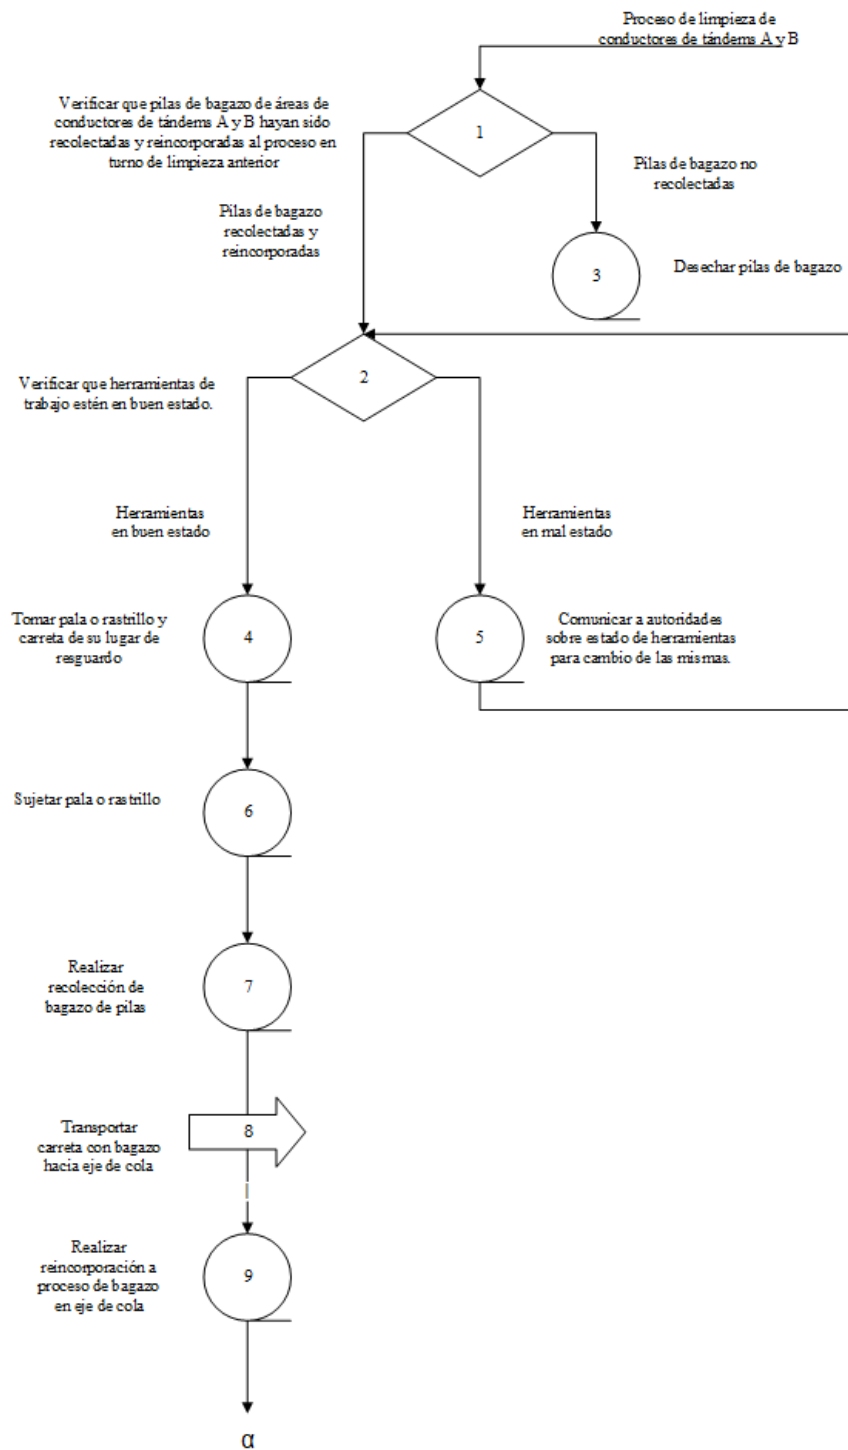 Proceso de limpieza de
conductores de tándems A y B
Verificar que pilas de bagazo de áreas de
conductores de tándems A y B hayan sido
recolectadas y reincorporadas al proceso en
turno de limpieza anterior
1
Pilas de bagazo no
recolectadas
Pilas de bagazo
recolectadas y
reincorporadas
3
Desechar pilas de bagazo
Verificar que herramientas de
trabajo estén en buen estado.
2
Herramientas
en buen estado
Herramientas
en mal estado
Tomar pala o rastrillo y
carreta de su lugar de
resguardo
4
5
Comunicar a autoridades
sobre estado de herramientas
para cambio de las mismas.
Sujetar pala o rastrillo
6
Realizar
recolección de
bagazo de pilas
7
Transportar
carreta con bagazo
hacia eje de cola
8
Realizar
reincorporación a
proceso de bagazo
en eje de cola
9
α